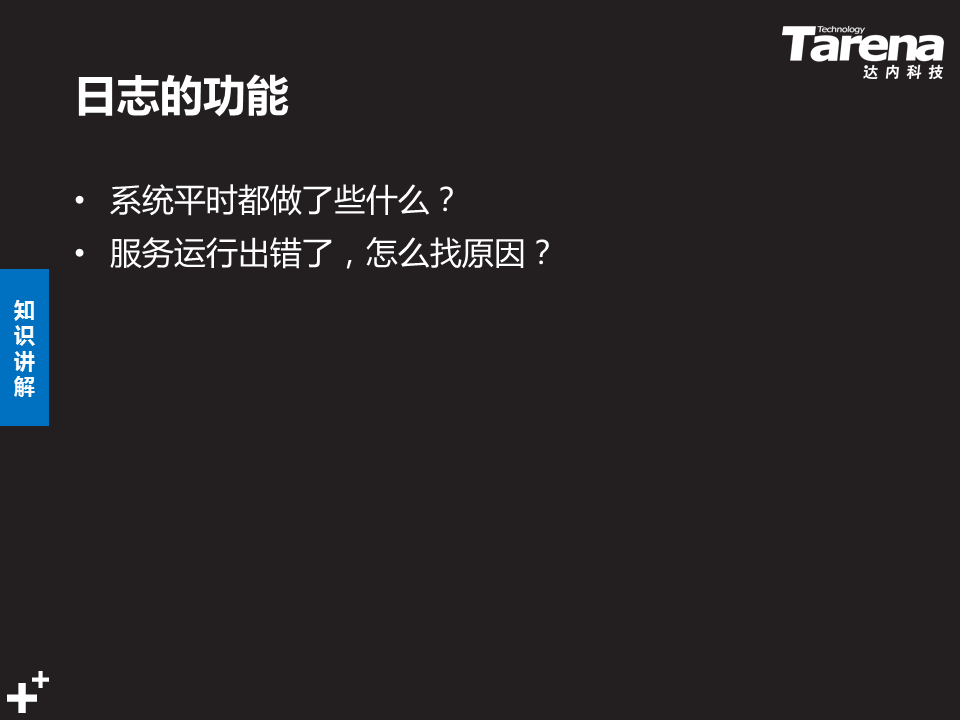 Technology
Tarena
达内科技
日志的功能
• 系统平时都做了些什么？
• 服务运行出错了，怎么找原因？
知
识
讲
解